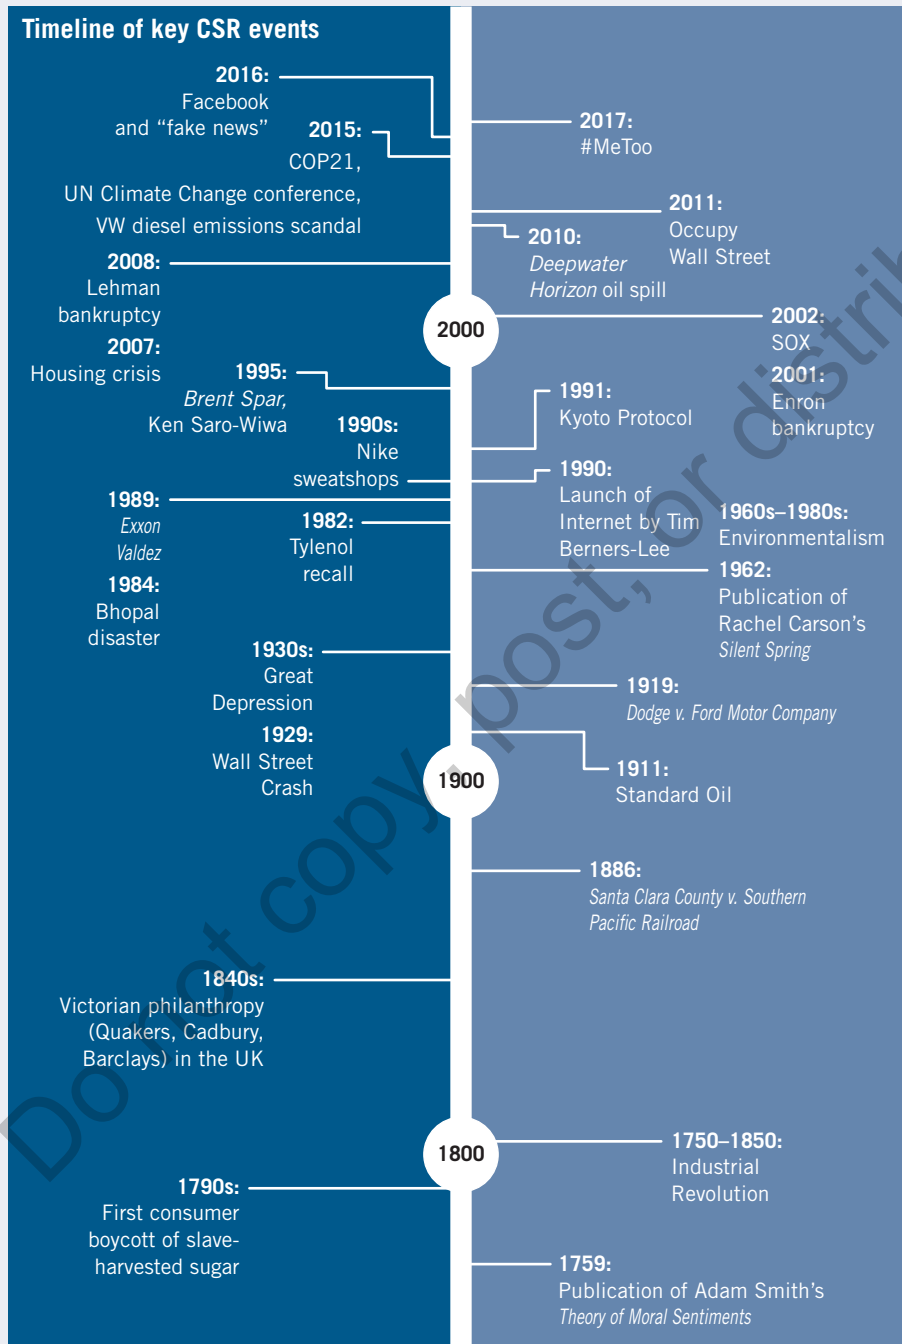 Timeline of key CSR events
2016:
Facebook
and “fake news”
2015:
COP21,
UN Climate Change conference,
VW diesel emissions scandal
2017:
#MeToo
2011:
Occupy
Wall Street
2010:
Deepwater
Horizon oil spill
2008:
Lehman
bankruptcy
2007:
Housing crisis
2000
2002:
SOX
2001:
Enron
bankruptcy
1995:
Brent Spar,
Ken Saro-Wiwa
1991:
Kyoto Protocol
1990s:
Nike
sweatshops
1990:
Launch of
Internet by Tim
Berners-Lee
1989:
Exxon
Valdez
1984:
Bhopal
disaster
1982:
Tylenol
recall
1960s–1980s:
Environmentalism
1962:
Publication of
Rachel Carson’s
Silent Spring
1930s:
Great
Depression
1929:
Wall Street
Crash
1919:
Dodge v. Ford Motor Company
1911:
Standard Oil
1900
1886:
Santa Clara County v. Southern
Pacific Railroad
1840s:
Victorian philanthropy
(Quakers, Cadbury,
Barclays) in the UK
1800
1750–1850:
Industrial
Revolution
1790s:
First consumer
boycott of slave-
harvested sugar
1759:
Publication of Adam Smith’s
Theory of Moral Sentiments
Do not copy, post, or distrib